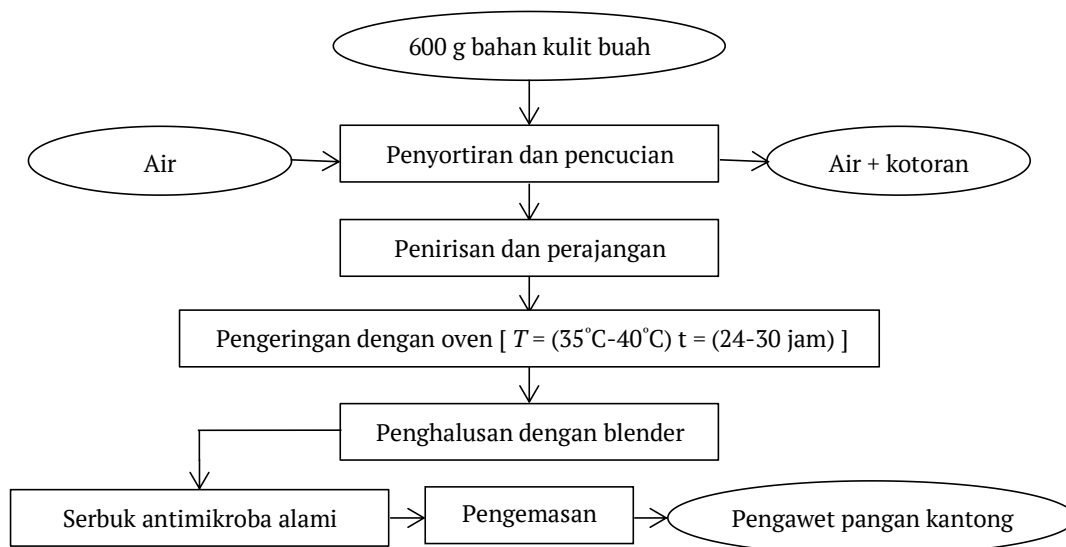 600 g bahan kulit buah
Air
Penyortiran dan pencucian
Air + kotoran
Penirisan dan perajangan
Pengeringan dengan oven [ T = (35°C-40°C) t = (24-30 jam) ]
Penghalusan dengan blender
Serbuk antimikroba alami
Pengemasan
Pengawet pangan kantong